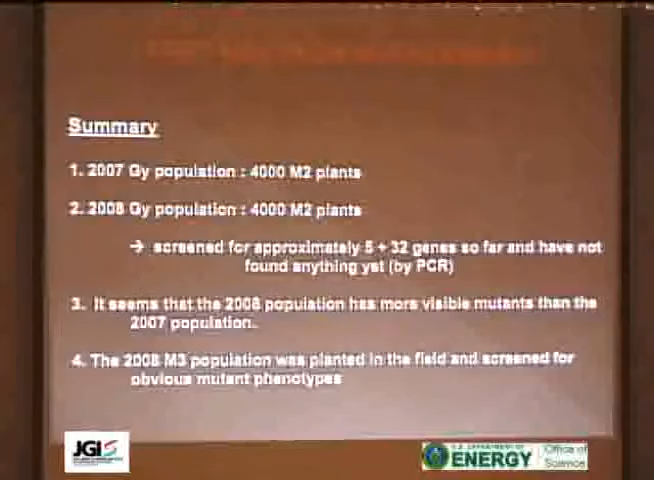 Summary
1. 2007 Gy population : 4000 M2 plants
2. 2008 Gy population : 4000 M2 plants
→ screened for approximately 5 + 32 genes so far and have not
found anything yet (by PCR)
3. It seems that the 2008 population has more visible mutants than the
2007 population.
4. The 2008 M3 population was planted in the field and screened for
obvious mutant phenotypes
JGI
U.S. DEPARTMENT OF
ENERGY
Office of
Science